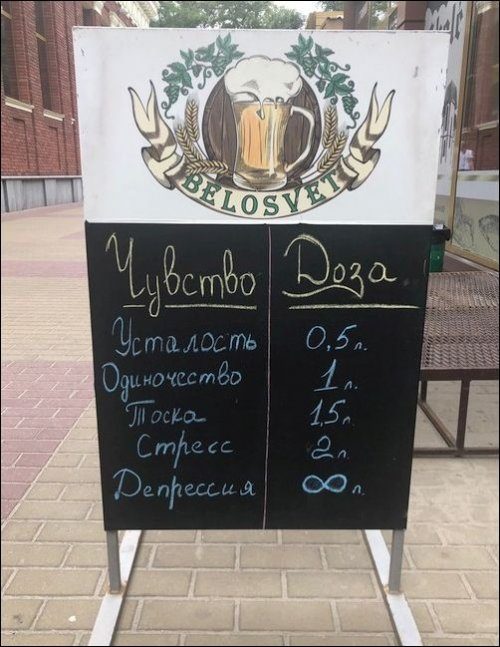 BELOSVET
Чувство Доза
Усталость 0,5 л.
Одиночество 1 л.
Тоска 1,5 л.
Стресс 2 л.
Депрессия ∞ л.